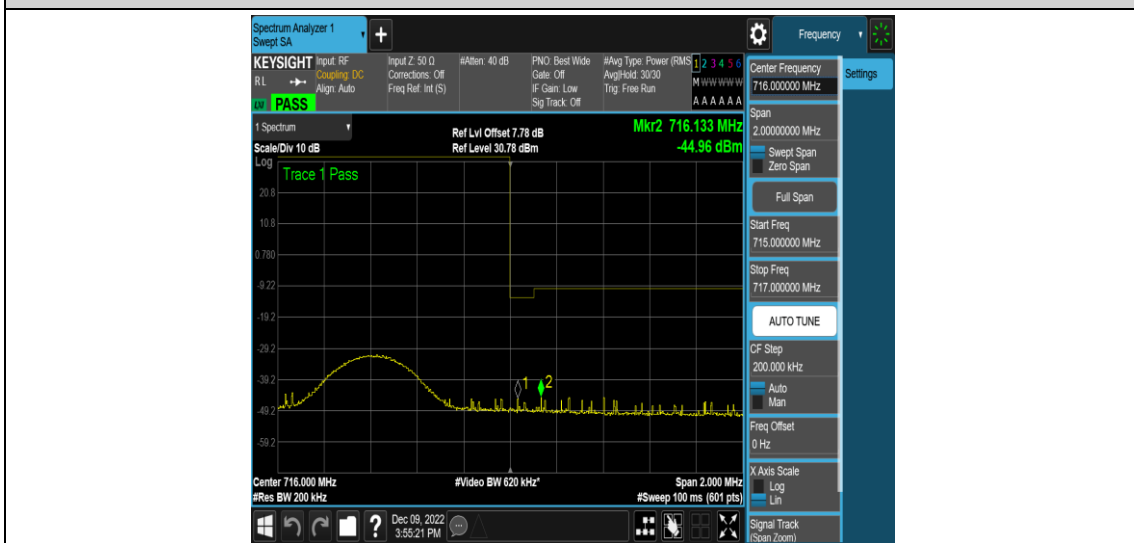 Spectrum Analyzer 1
Swept SA
Frequency
KEYSIGHT
RL
LXI PASS
Input: RF
Coupling: DC
Align: Auto
Input Z: 50 Ω
Corrections: Off
Freq Ref: Int (S)
#Atten: 40 dB
PNO: Best Wide
Gate: Off
IF Gain: Low
Sig Track: Off
#Avg Type: Power (RMS
Avg|Hold: 30/30
Trig: Free Run
1 2 3 4 5 6
M W W W W W
A A A A A A
Center Frequency
716.000000 MHz
Settings
1 Spectrum
Scale/Div 10 dB
Ref Lvl Offset 7.78 dB
Ref Level 30.78 dBm
Mkr2 716.133 MHz
-44.96 dBm
Log
Trace 1 Pass
20.8
10.8
0.780
-9.22
-19.2
-29.2
-39.2
-49.2
-59.2
1
2
Center 716.000 MHz
#Res BW 200 kHz
#Video BW 620 kHz*
Span 2.000 MHz
#Sweep 100 ms (601 pts)
Span
2.00000000 MHz
Swept Span
Zero Span
Full Span
Start Freq
715.000000 MHz
Stop Freq
717.000000 MHz
AUTO TUNE
CF Step
200.000 kHz
Auto
Man
Freq Offset
0 Hz
X Axis Scale
Log
Lin
Signal Track
(Span Zoom)
Dec 09, 2022
3:55:21 PM